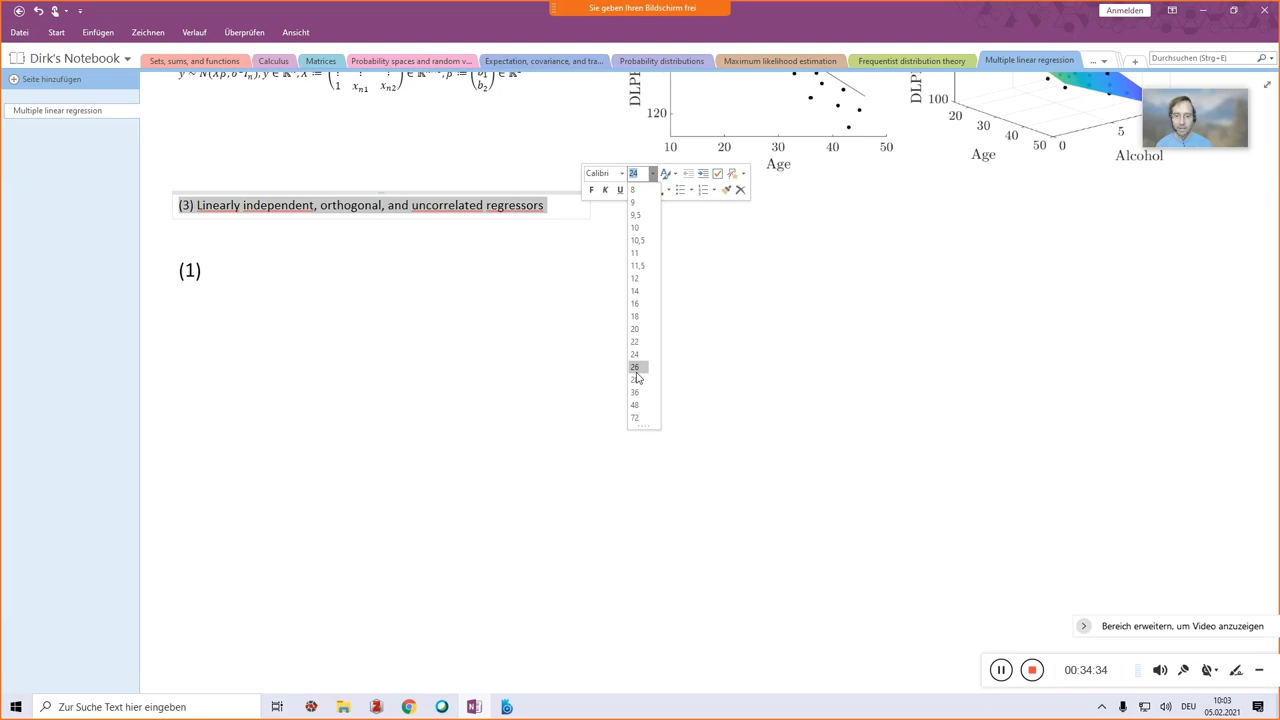 Sie geben Ihren Bildschirm frei
Anmelden
Datei Start Einfügen Zeichnen Verlauf Überprüfen Ansicht
Dirk's Notebook
Sets, sums, and functions Calculus Matrices Probability spaces and random v... Expectation, covariance, and tra... Probability distributions Maximum likelihood estimation Frequentist distribution theory Multiple linear regression ...
Durchsuchen (Strg+E)
Seite hinzufügen
Multiple linear regression
1 xn1 xn2
120
10 20 30 40 50
Age
100
20
30
40
50
Age
0 5
Alcohol
Calibri 24
F K U
(3) Linearly independent, orthogonal, and uncorrelated regressors
(1)
8
9
9,5
10
10,5
11
11,5
12
14
16
18
20
22
24
26
36
48
72
Bereich erweitern, um Video anzuzeigen
00:34:34
Zur Suche Text hier eingeben
DEU
10:03
05.02.2021